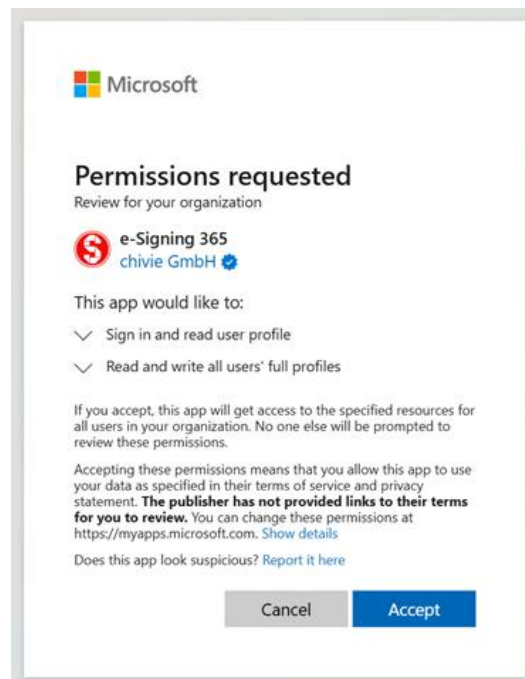 Microsoft
Permissions requested
Review for your organization
e-Signing 365
chivie GmbH
This app would like to:
Sign in and read user profile
Read and write all users' full profiles
If you accept, this app will get access to the specified resources for
all users in your organization. No one else will be prompted to
review these permissions.
Accepting these permissions means that you allow this app to use
your data as specified in their terms of service and privacy
statement. The publisher has not provided links to their terms
for you to review. You can change these permissions at
https://myapps.microsoft.com. Show details
Does this app look suspicious? Report it here
Cancel Accept